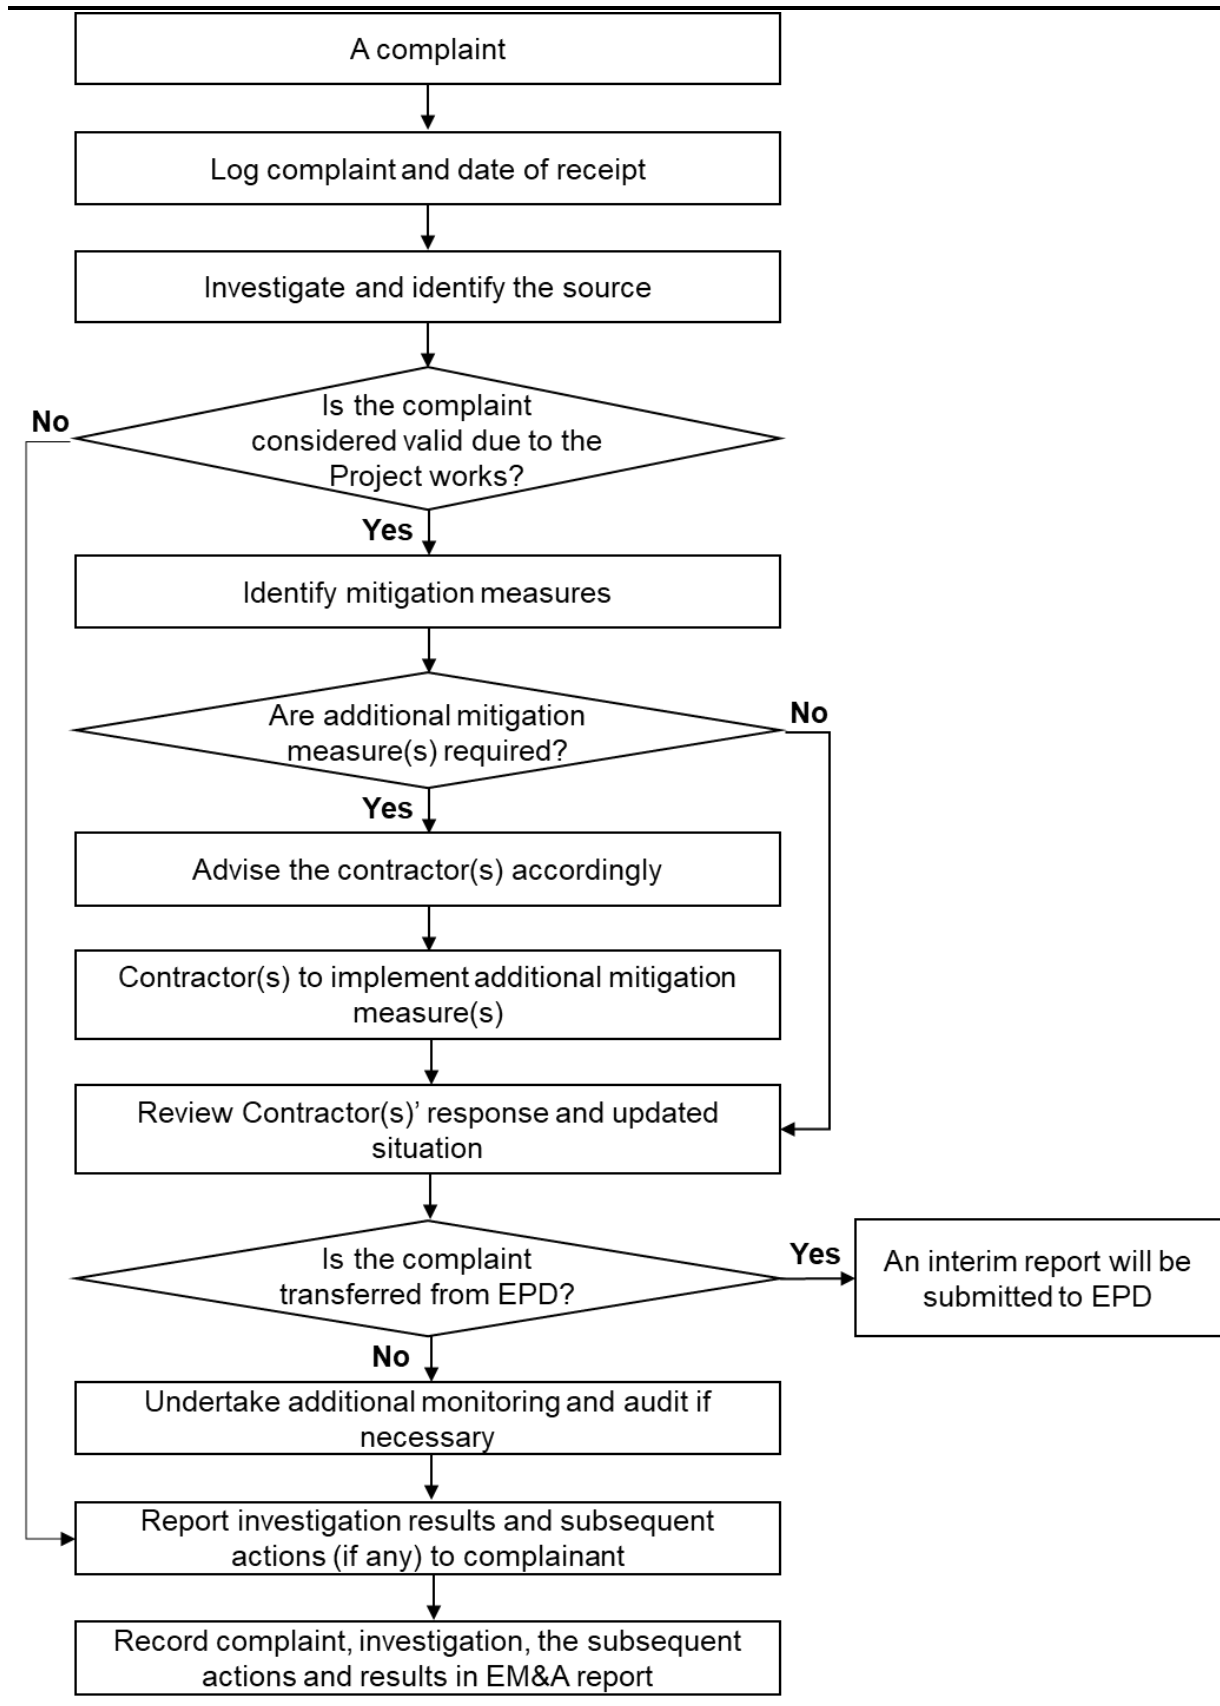 A complaint
Log complaint and date of receipt
Investigate and identify the source
Is the complaint
considered valid due to the
Project works?
No
Yes
Identify mitigation measures
Are additional mitigation
measure(s) required?
No
Yes
Advise the contractor(s) accordingly
Contractor(s) to implement additional mitigation
measure(s)
Review Contractor(s)’ response and updated
situation
Is the complaint
transferred from EPD?
Yes
An interim report will be
submitted to EPD
No
Undertake additional monitoring and audit if
necessary
Report investigation results and subsequent
actions (if any) to complainant
Record complaint, investigation, the subsequent
actions and results in EM&A report